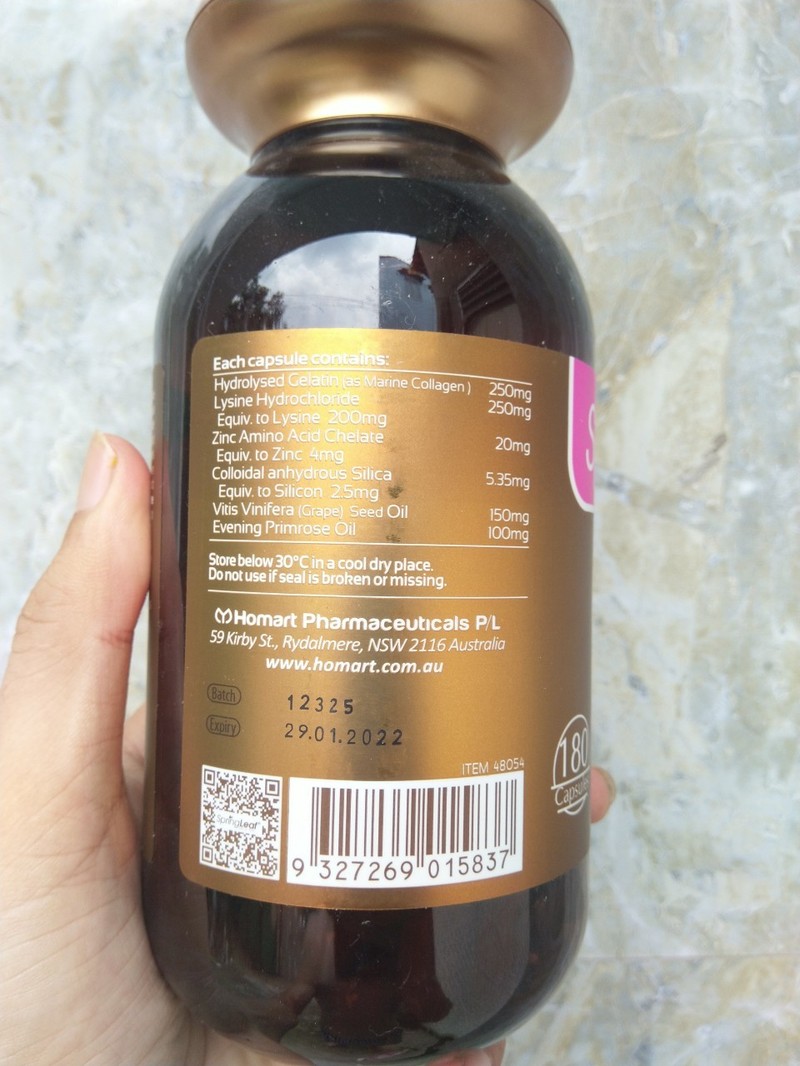 Each capsule contains:
Hydrolysed Gelatin (as Marine Collagen) 250mg
Lysine Hydrochloride 250mg
Equiv. to Lysine 200mg
Zinc Amino Acid Chelate 20mg
Equiv. to Zinc 4mg
Colloidal anhydrous Silica 5.35mg
Equiv. to Silicon 2.5mg
Vitis Vinifera (Grape) Seed Oil 150mg
Evening Primrose Oil 100mg
Store below 30°C in a cool dry place.
Do not use if seal is broken or missing.
Homart Pharmaceuticals P/L
59 Kirby St., Rydalmere, NSW 2116 Australia
www.homart.com.au
Batch 12325
Expiry 29.01.2022
ITEM 48054
SpringLeaf
9 327269 015837
180
Capsules